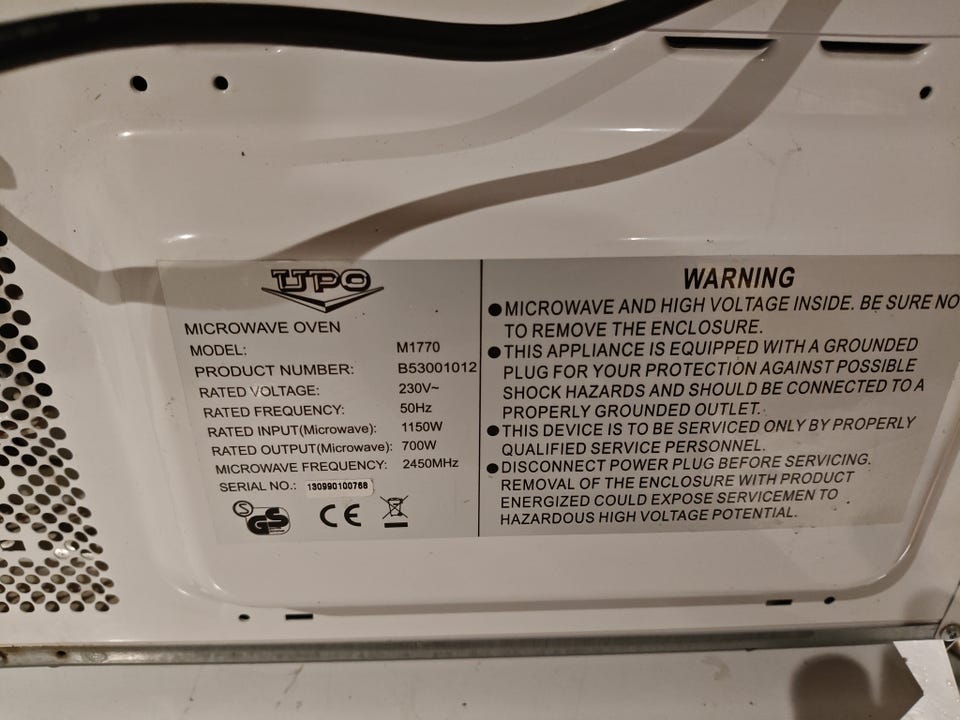 UPO
MICROWAVE OVEN
MODEL: M1770
PRODUCT NUMBER: B53001012
RATED VOLTAGE: 230V~
RATED FREQUENCY: 50Hz
RATED INPUT(Microwave): 1150W
RATED OUTPUT(Microwave): 700W
MICROWAVE FREQUENCY: 2450MHz
SERIAL NO.: 130990100768
S GS CE
WARNING
●MICROWAVE AND HIGH VOLTAGE INSIDE. BE SURE NO
TO REMOVE THE ENCLOSURE.
●THIS APPLIANCE IS EQUIPPED WITH A GROUNDED
PLUG FOR YOUR PROTECTION AGAINST POSSIBLE
SHOCK HAZARDS AND SHOULD BE CONNECTED TO A
PROPERLY GROUNDED OUTLET.
●THIS DEVICE IS TO BE SERVICED ONLY BY PROPERLY
QUALIFIED SERVICE PERSONNEL.
●DISCONNECT POWER PLUG BEFORE SERVICING.
REMOVAL OF THE ENCLOSURE WITH PRODUCT
ENERGIZED COULD EXPOSE SERVICEMEN TO
HAZARDOUS HIGH VOLTAGE POTENTIAL.